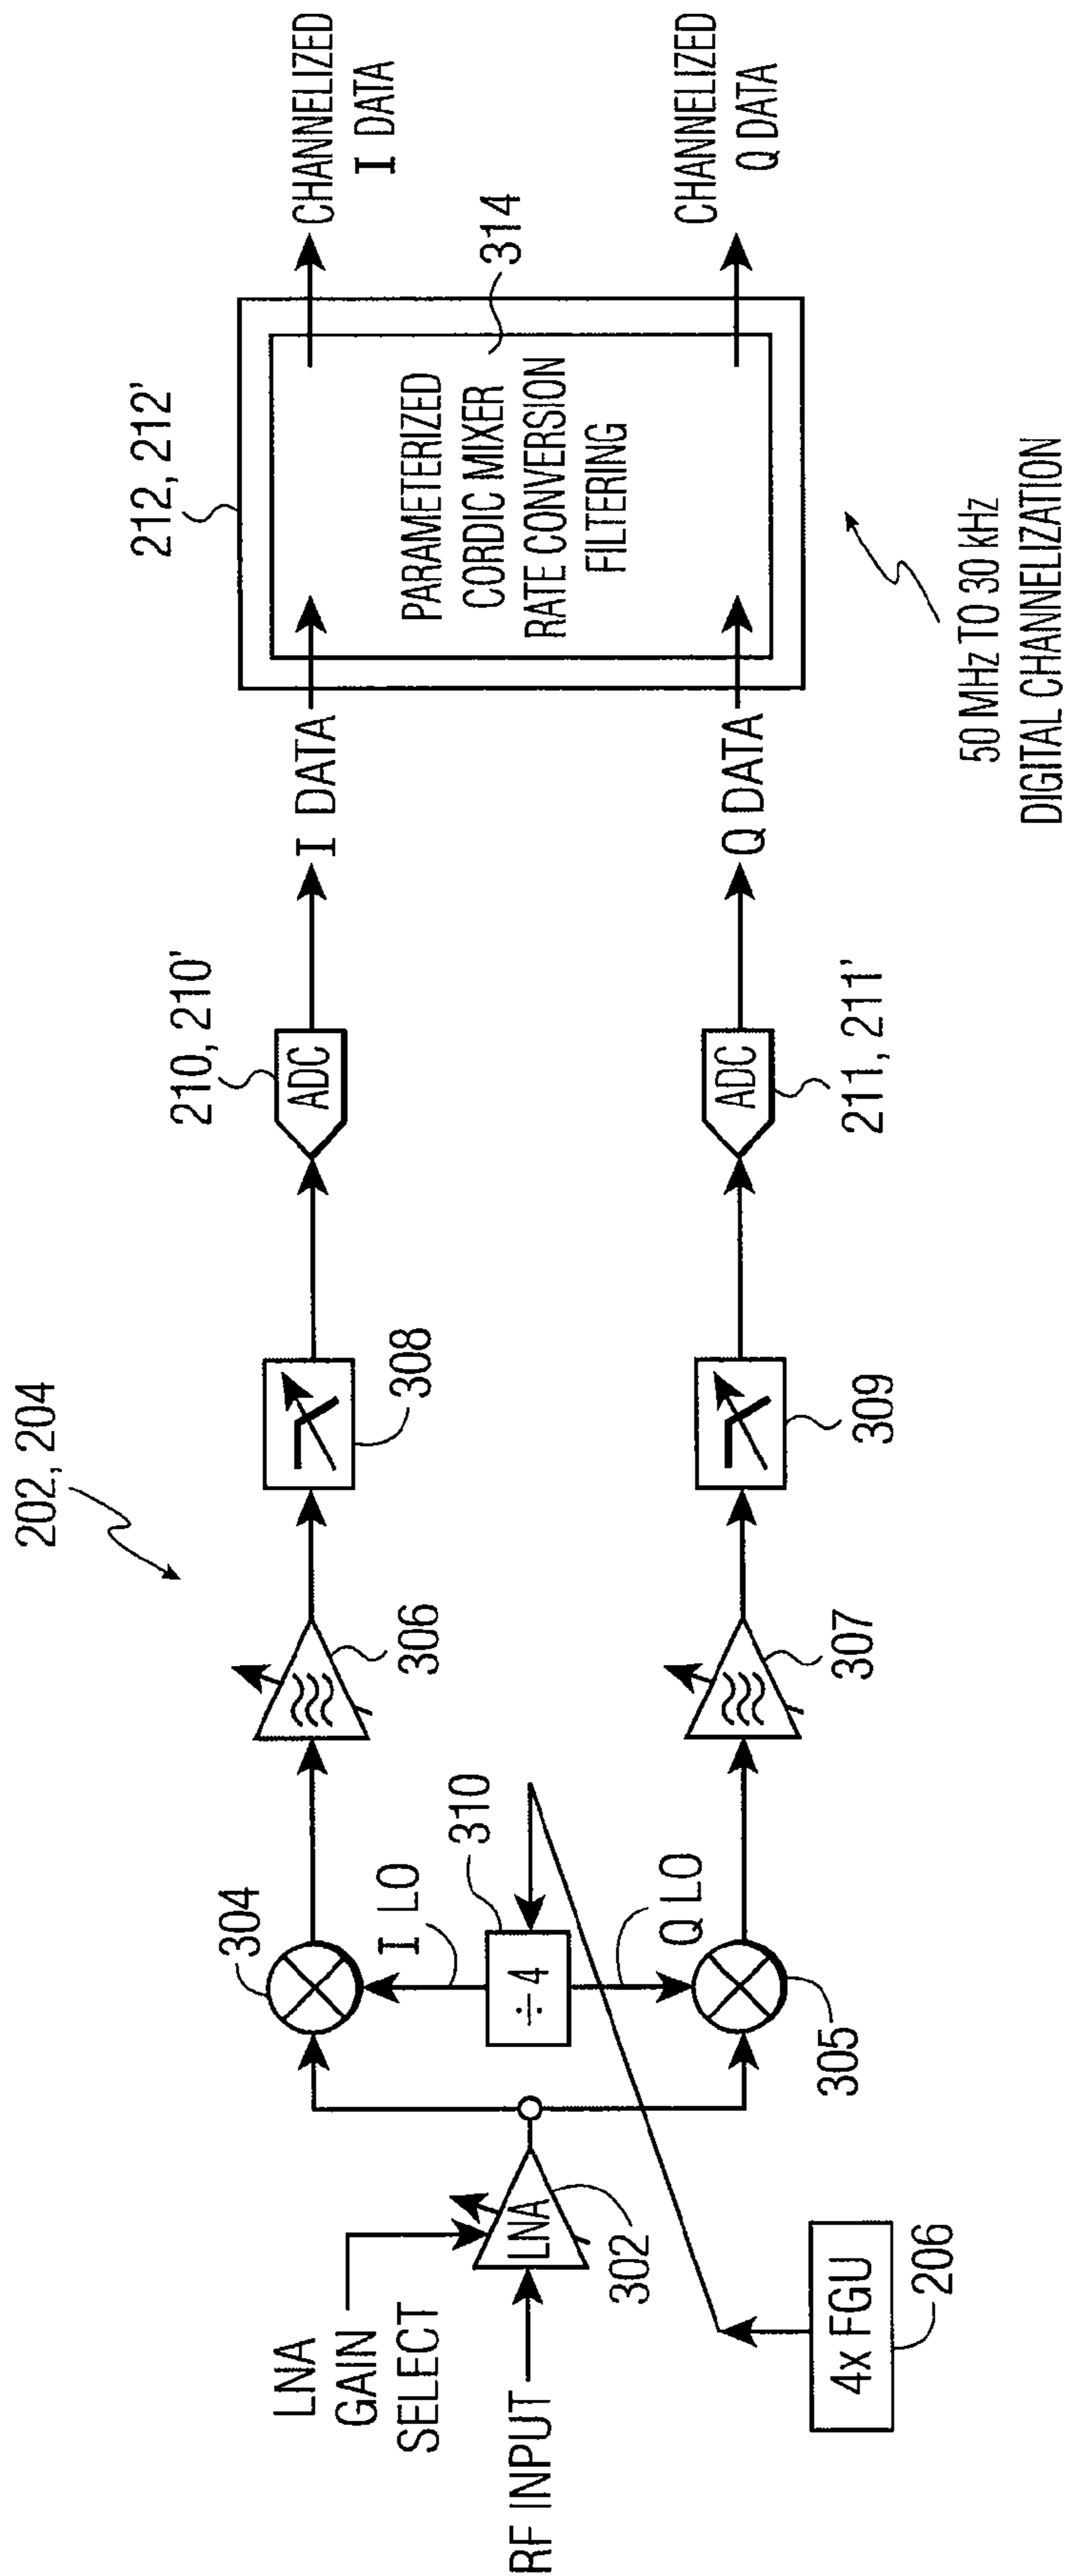 202, 204
LNA
GAIN
SELECT
RF INPUT
LNA
302
4x FGU
206
304
I LO
310
÷4
Q LO
305
306
307
308
309
210, 210'
ADC
211, 211'
ADC
I DATA
Q DATA
212, 212'
PARAMETERIZED
CORDIC MIXER
RATE CONVERSION
FILTERING
314
CHANNELIZED
I DATA
CHANNELIZED
Q DATA
50 MHz TO 30 kHz
DIGITAL CHANNELIZATION